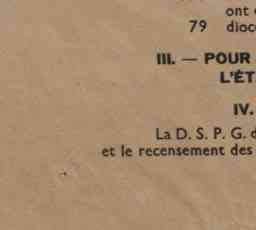 ont
79 dioc
III. — POUR
L'ÉT
IV.
La D. S. P. G. d
et le recensement des